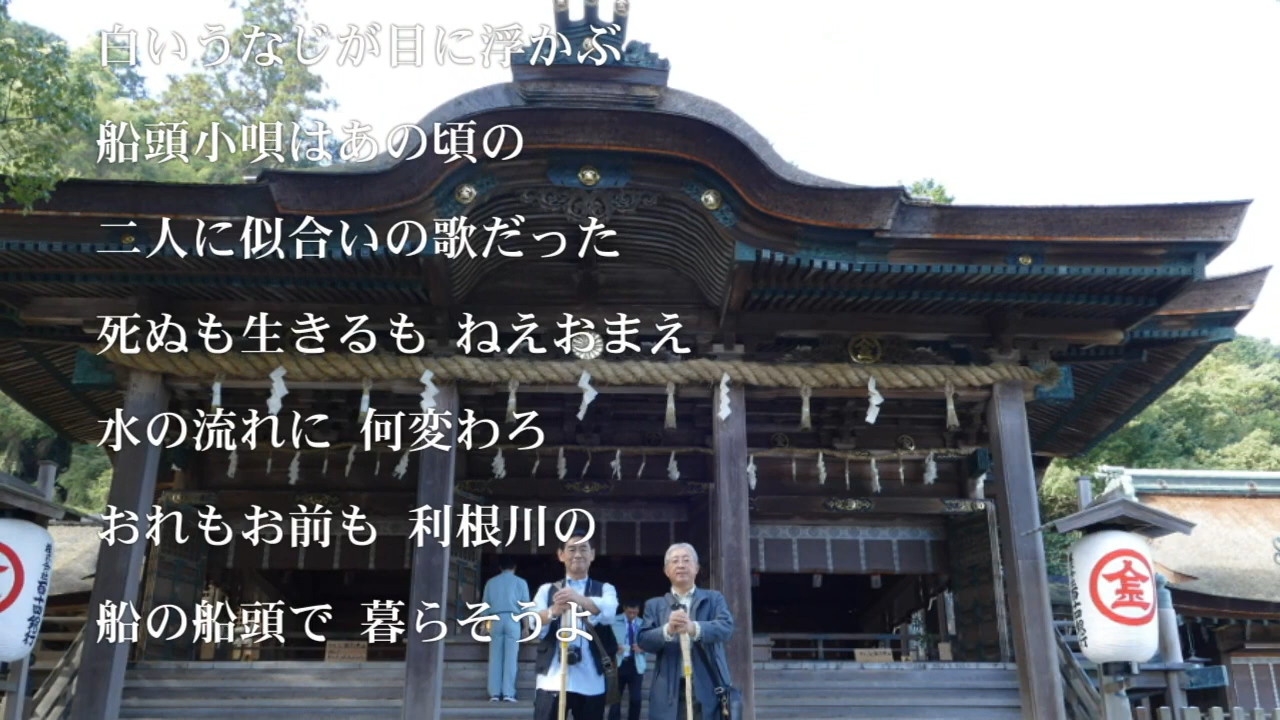 白いうなじが目に浮かぶ
船頭小唄はあの頃の
二人に似合いの歌だった
死ぬも生きるも ねえおまえ
水の流れに 何変わろ
おれもお前も 利根川の
船の船頭で 暮らそうよ
金